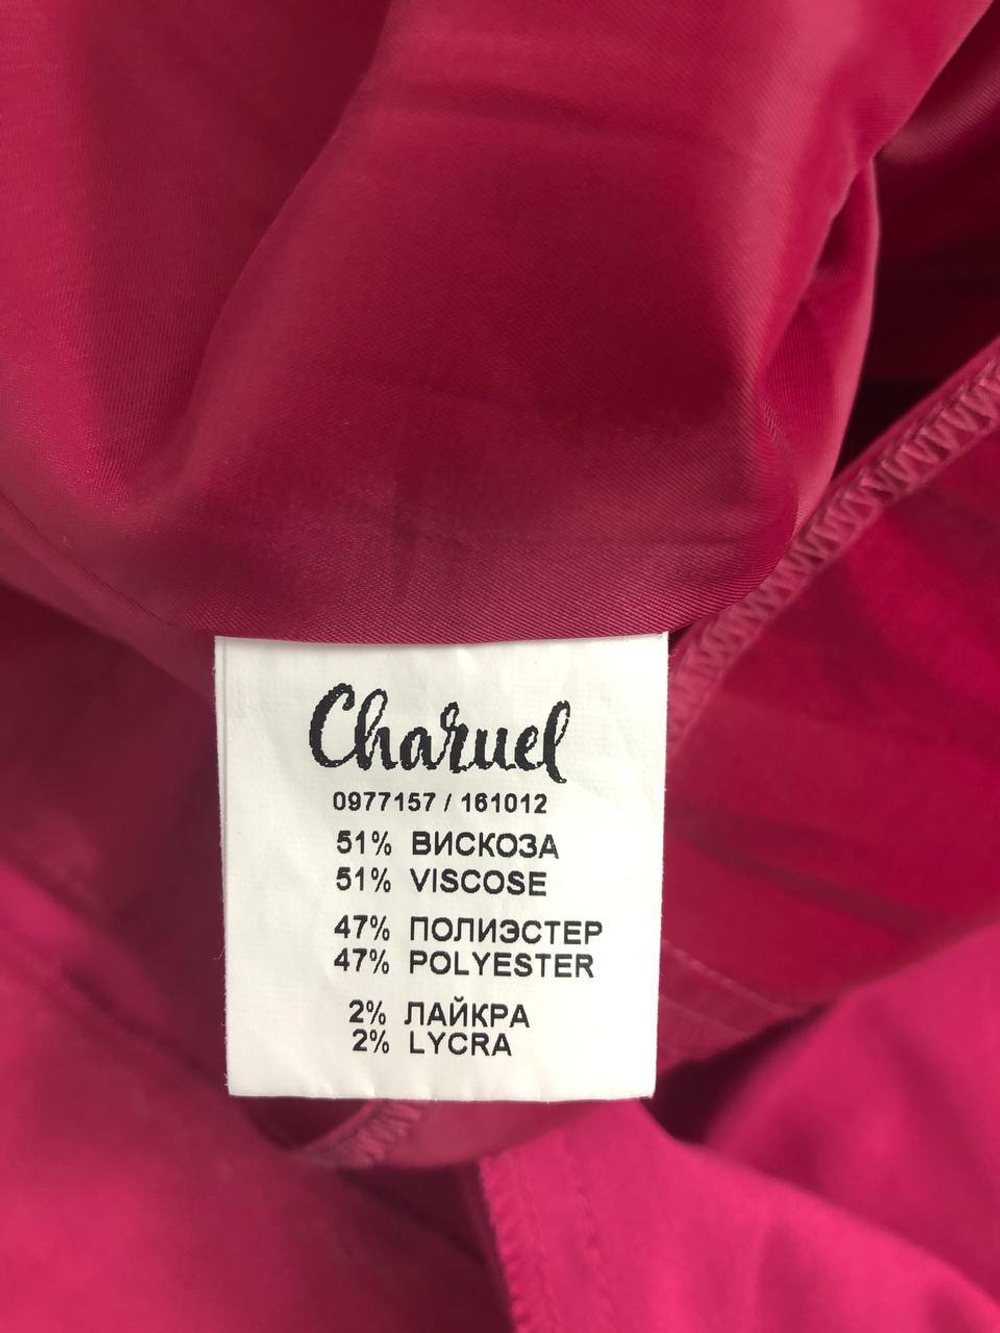 Charuel
0977157 / 161012
51% ВИСКОЗА
51% VISCOSE
47% ПОЛИЭСТЕР
47% POLYESTER
2% ЛАЙКРА
2% LYCRA